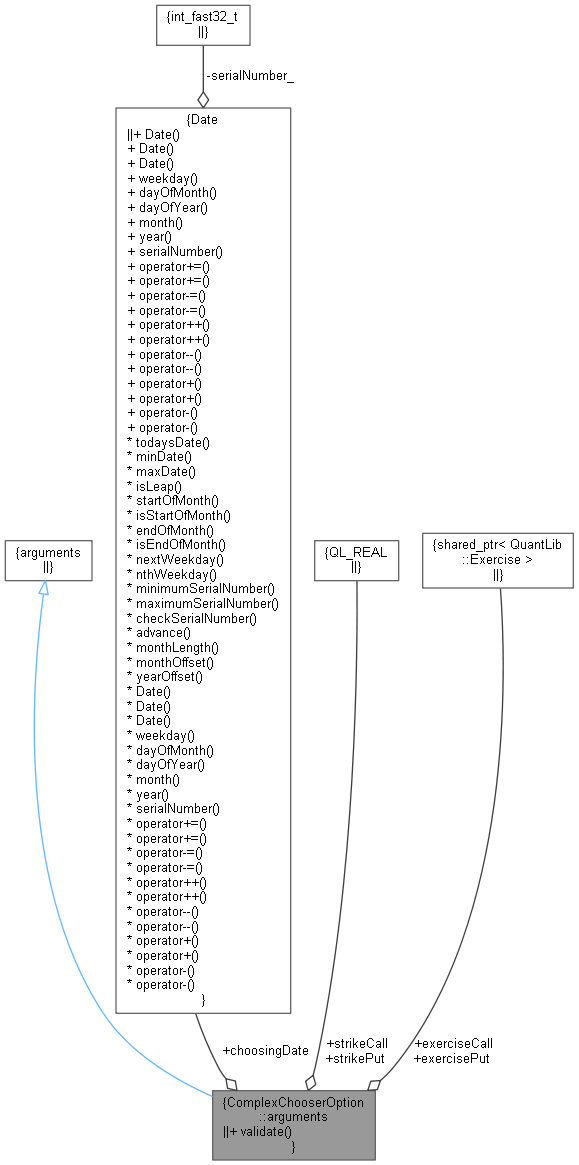 {int_fast32_t
||}
-serialNumber_
{Date
||+ Date()
+ Date()
+ Date()
+ weekday()
+ dayOfMonth()
+ dayOfYear()
+ month()
+ year()
+ serialNumber()
+ operator+=()
+ operator+=()
+ operator-=()
+ operator-=()
+ operator++()
+ operator++()
+ operator--()
+ operator--()
+ operator+()
+ operator+()
+ operator-()
+ operator-()
* todaysDate()
* minDate()
* maxDate()
* isLeap()
* startOfMonth()
* isStartOfMonth()
* endOfMonth()
* isEndOfMonth()
* nextWeekday()
* nthWeekday()
* minimumSerialNumber()
* maximumSerialNumber()
* checkSerialNumber()
* advance()
* monthLength()
* monthOffset()
* yearOffset()
* Date()
* Date()
* Date()
* weekday()
* dayOfMonth()
* dayOfYear()
* month()
* year()
* serialNumber()
* operator+=()
* operator+=()
* operator-=()
* operator-=()
* operator++()
* operator++()
* operator--()
* operator--()
* operator+()
* operator+()
* operator-()
* operator-()
}
{arguments
||}
{QL_REAL
||}
{shared_ptr< QuantLib
::Exercise >
||}
+choosingDate
+strikeCall
+strikePut
+exerciseCall
+exercisePut
{ComplexChooserOption
::arguments
||+ validate()
}